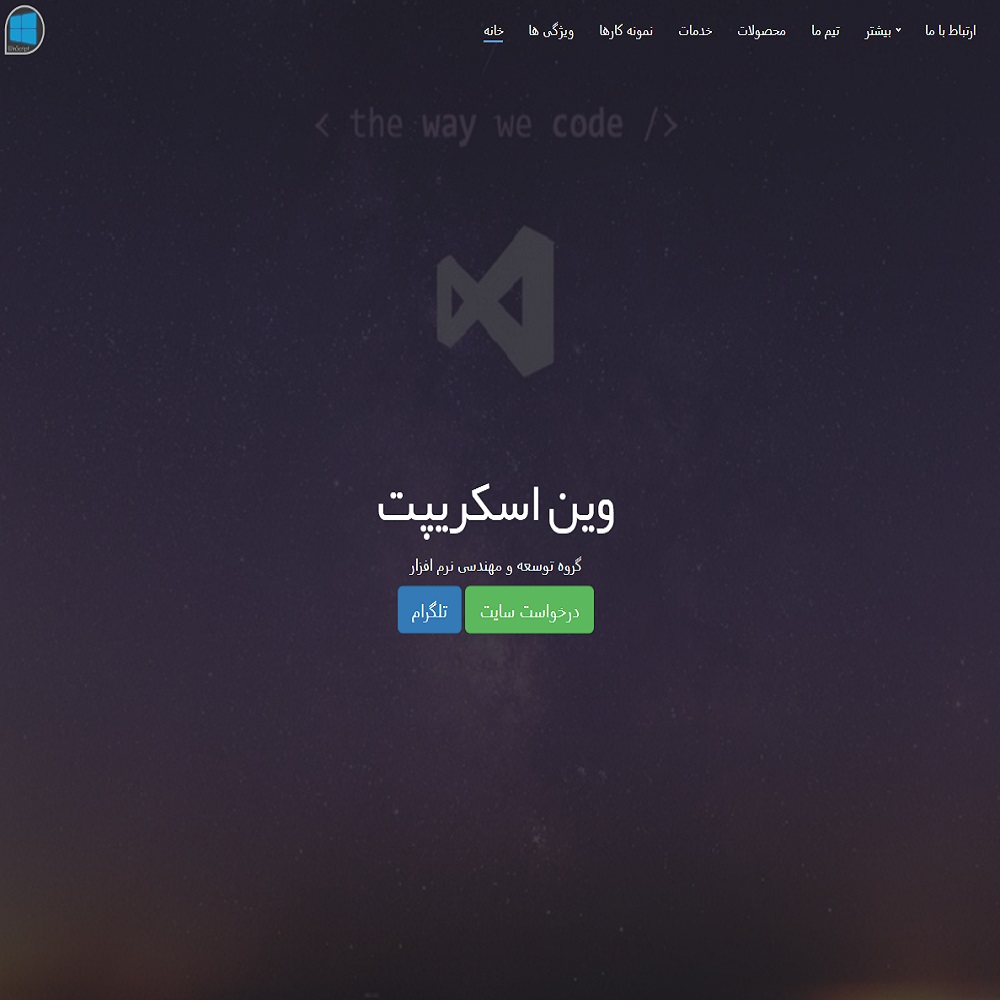 خانه ویژگی ها نمونه کارها خدمات محصولات تیم ما بیشتر ارتباط با ما
< the way we code />
وین اسکریپت
گروه توسعه و مهندسی نرم افزار
درخواست سایت تلگرام